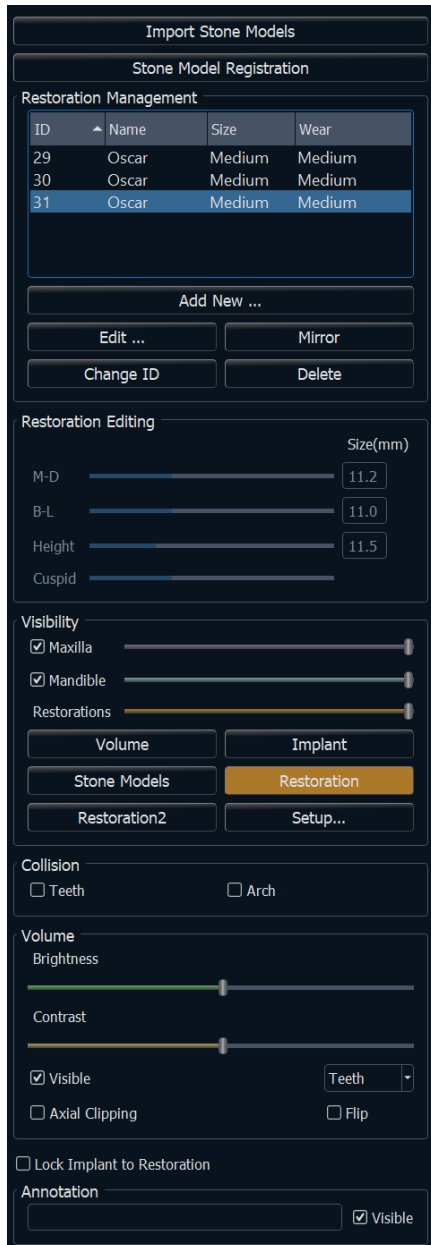 Import Stone Models
Stone Model Registration
Restoration Management
ID Name Size Wear
29 Oscar Medium Medium
30 Oscar Medium Medium
31 Oscar Medium Medium
Add New ...
Edit ... Mirror
Change ID Delete
Restoration Editing
Size(mm)
M-D 11.2
B-L 11.0
Height 11.5
Cuspid
Visibility
Maxilla
Mandible
Restorations
Volume Implant
Stone Models Restoration
Restoration2 Setup...
Collision
Teeth Arch
Volume
Brightness
Contrast
Visible Teeth
Axial Clipping Flip
Lock Implant to Restoration
Annotation
Visible